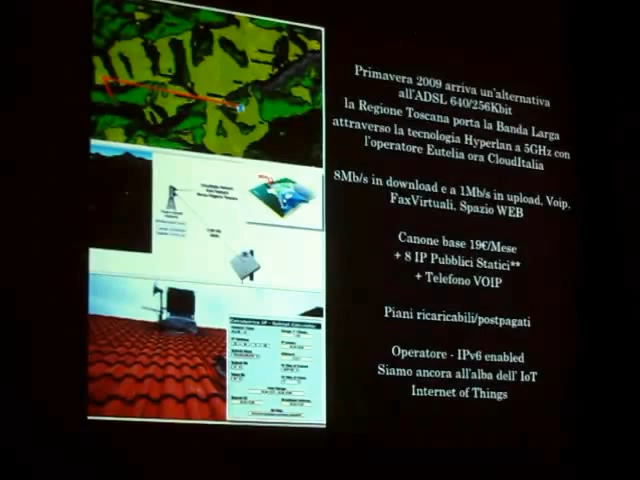 Primavera 2009 arriva un'alternativa
all'ADSL 640/256Kbit
la Regione Toscana porta la Banda Larga
attraverso la tecnologia Hyperlan a 5GHz con
l'operatore Eutelia ora CloudItalia
8Mb/s in download e a 1Mb/s in upload, Voip,
FaxVirtuali, Spazio WEB
Canone base 19€/Mese
+ 8 IP Pubblici Statici**
+ Telefono VOIP
Piani ricaricabili/postpagati
Operatore - IPv6 enabled
Siamo ancora all'alba dell' IoT
Internet of Things